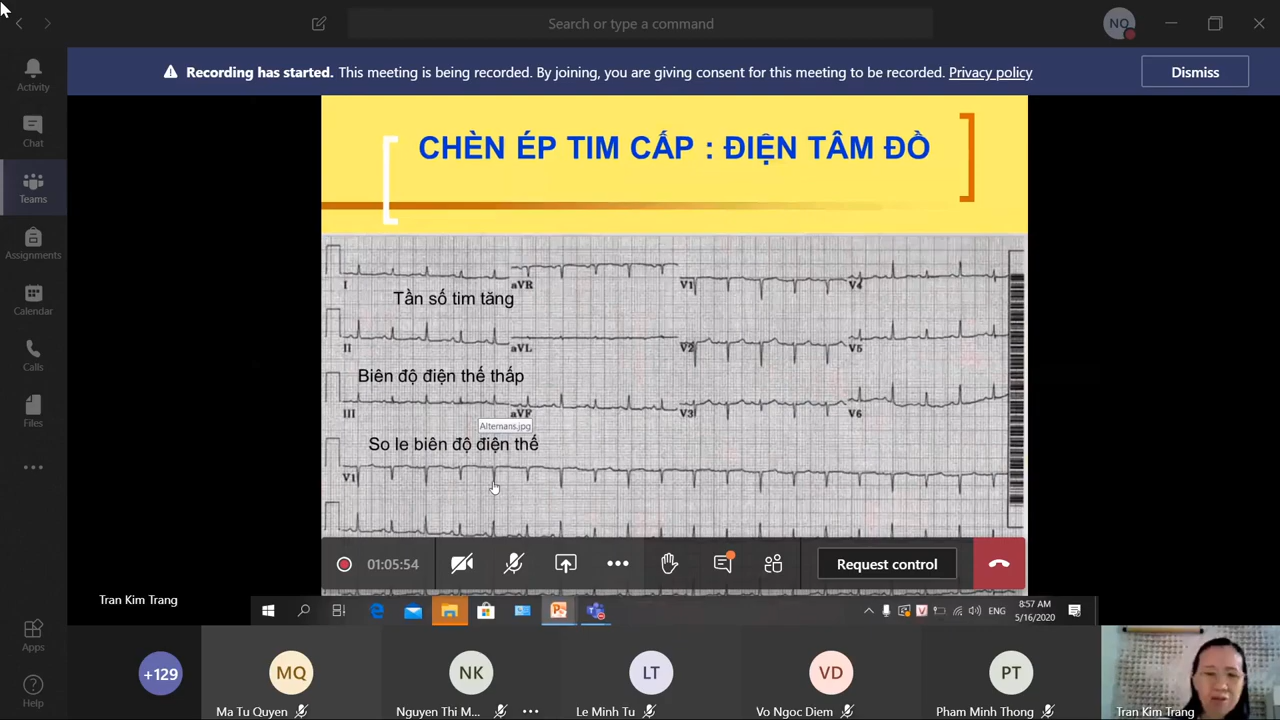 Search or type a command
NQ
Recording has started. This meeting is being recorded. By joining, you are giving consent for this meeting to be recorded. Privacy policy
Dismiss
Activity
Chat
Teams
Assignments
Calendar
Calls
Files
Apps
Help
CHÈN ÉP TIM CẤP : ĐIỆN TÂM ĐỒ
I
aVR
V1
V4
Tần số tim tăng
II
aVL
V2
V5
Biên độ điện thế thấp
III
aVF
V3
V6
Alternans.jpg
So le biên độ điện thế
V1
01:05:54
Request control
Tran Kim Trang
ENG
8:57 AM
5/16/2020
+129
MQ
NK
LT
VD
PT
Ma Tu Quyen
Nguyen Thi M...
Le Minh Tu
Vo Ngoc Diem
Pham Minh Thong
Tran Kim Trang